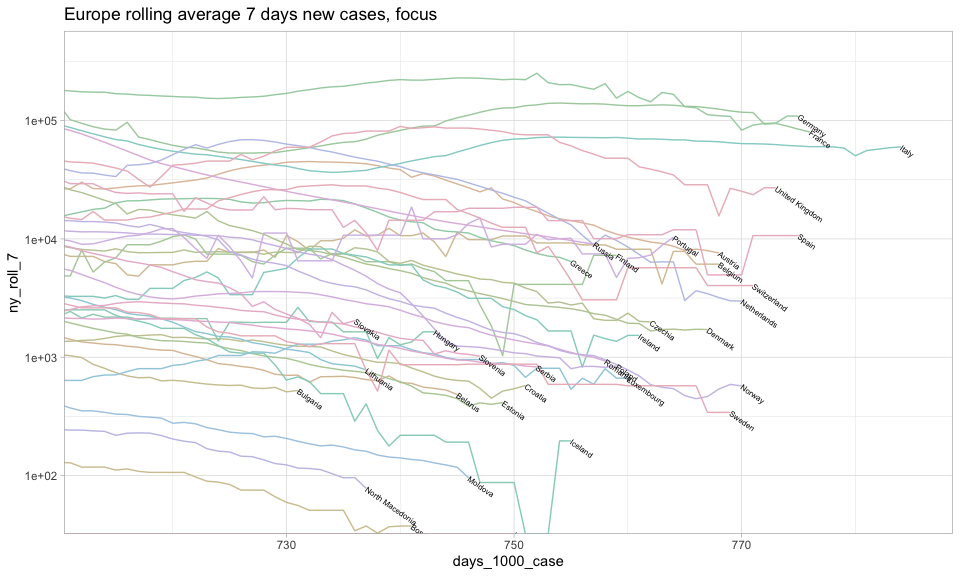 Europe rolling average 7 days new cases, focus
ny_roll_7
1e+05
1e+04
1e+03
1e+02
Germany
France
Italy
United Kingdom
Spain
Russia
Finland
Greece
Portugal
Austria
Belgium
Switzerland
Netherlands
Slovakia
Hungary
Czechia
Ireland
Denmark
Slovenia
Serbia
Luxembourg
Lithuania
Croatia
Norway
Bulgaria
Belarus
Estonia
Sweden
Iceland
Moldova
North Macedonia
730
750
770
days_1000_case